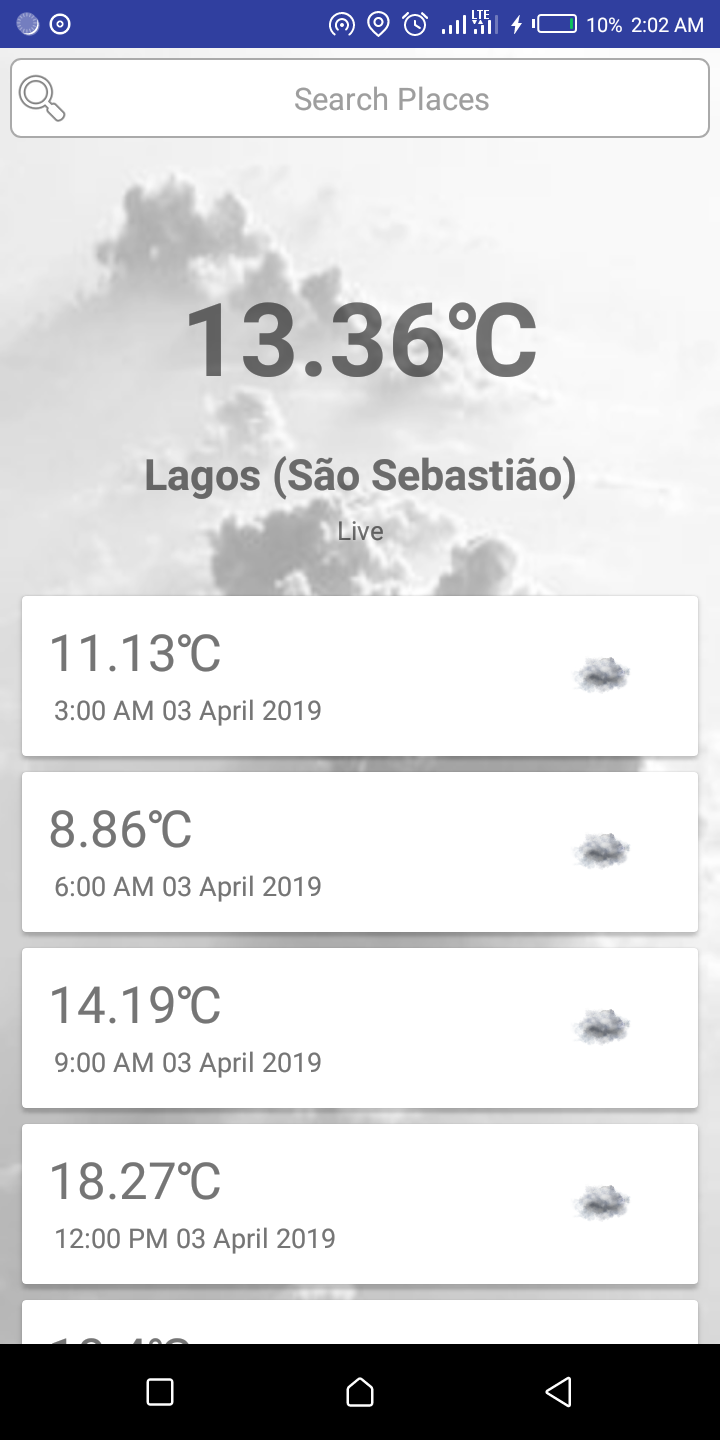 LTE
10% 2:02 AM
Search Places
13.36℃
Lagos (São Sebastião)
Live
11.13℃
3:00 AM 03 April 2019
8.86℃
6:00 AM 03 April 2019
14.19℃
9:00 AM 03 April 2019
18.27℃
12:00 PM 03 April 2019